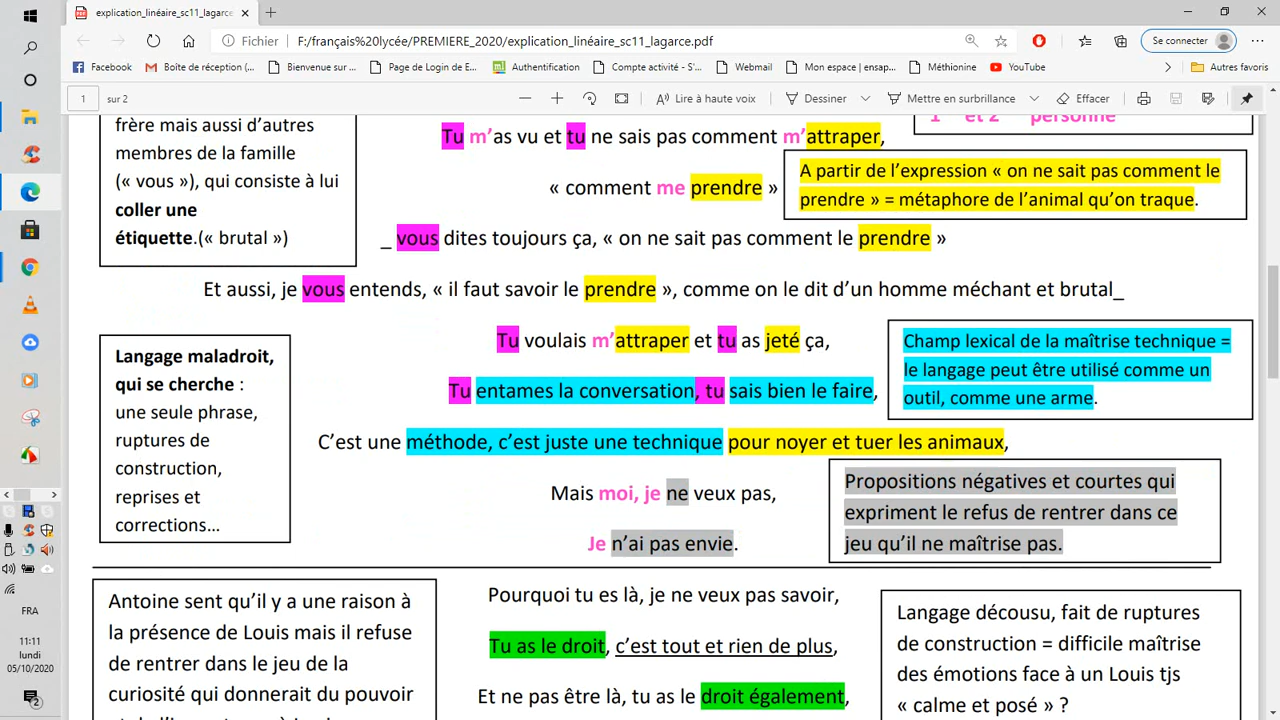 explication_linéaire_sc11_lagarce
Fichier F:/français%20lycée/PREMIERE_2020/explication_linéaire_sc11_lagarce.pdf
Se connecter
Facebook Boîte de réception (... Bienvenue sur ... Page de Login de E... Authentification Compte activité - S'... Webmail Mon espace | ensap... Méthionine YouTube Autres favoris
1 sur 2 Lire à haute voix Dessiner Mettre en surbrillance Effacer
frère mais aussi d'autres
membres de la famille
(« vous »), qui consiste à lui
coller une
étiquette.(« brutal »)
personne
Tu m'as vu et tu ne sais pas comment m'attraper,
« comment me prendre »
A partir de l'expression « on ne sait pas comment le
prendre » = métaphore de l'animal qu'on traque.
_ vous dites toujours ça, « on ne sait pas comment le prendre »
Et aussi, je vous entends, « il faut savoir le prendre », comme on le dit d'un homme méchant et brutal_
Langage maladroit,
qui se cherche :
une seule phrase,
ruptures de
construction,
reprises et
corrections...
Tu voulais m'attraper et tu as jeté ça,
Tu entames la conversation, tu sais bien le faire,
Champ lexical de la maîtrise technique =
le langage peut être utilisé comme un
outil, comme une arme.
C'est une méthode, c'est juste une technique pour noyer et tuer les animaux,
Mais moi, je ne veux pas,
Je n'ai pas envie.
Propositions négatives et courtes qui
expriment le refus de rentrer dans ce
jeu qu'il ne maîtrise pas.
Antoine sent qu'il y a une raison à
la présence de Louis mais il refuse
de rentrer dans le jeu de la
curiosité qui donnerait du pouvoir
Pourquoi tu es là, je ne veux pas savoir,
Tu as le droit, c'est tout et rien de plus,
Et ne pas être là, tu as le droit également,
Langage décousu, fait de ruptures
de construction = difficile maîtrise
des émotions face à un Louis tjs
« calme et posé » ?
FRA
11:11
lundi
05/10/2020
2